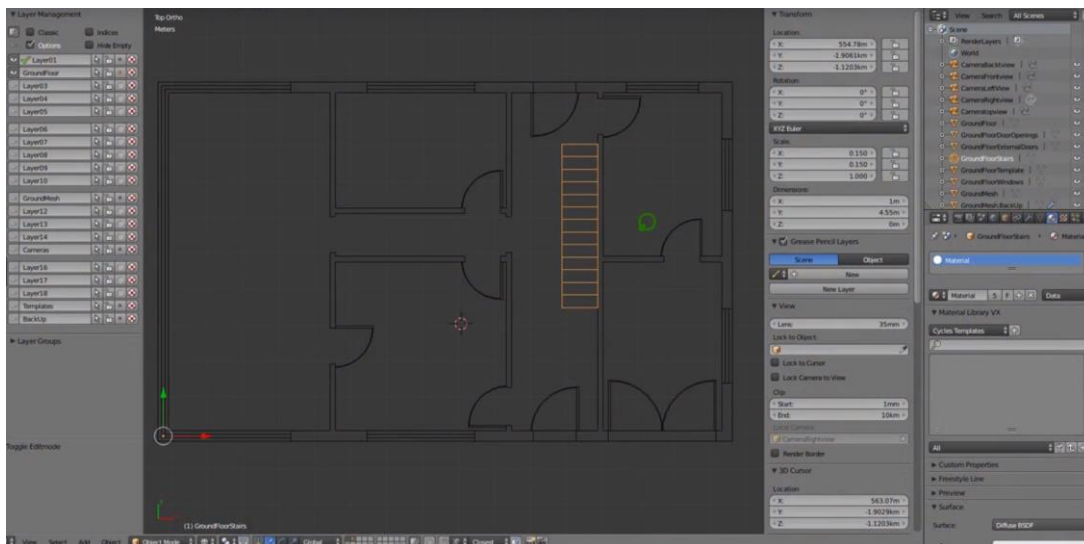 Layer Management
Classic
Indices
Options
Hide Empty
Layer01
GroundFloor
Layer03
Layer04
Layer05
Layer06
Layer07
Layer08
Layer09
Layer10
GroundMesh
Layer12
Layer13
Layer14
Cameras
Layer16
Layer17
Layer18
Templates
BackUp
Layer Groups
Toggle Editmode
Top Ortho
Meters
(1) GroundFloorStairs
View Select Add Object Object Mode Global Closest
Transform
Location:
X: 554.78m
Y: -1.9061km
Z: -1.1203km
Rotation:
X: 0°
Y: 0°
Z: 0°
XYZ Euler
Scale:
X: 0.150
Y: 0.150
Z: 1.000
Dimensions:
X: 1m
Y: 4.55m
Z: 0m
Grease Pencil Layers
Scene Object
New
New Layer
View
Lens: 35mm
Lock to Object:
Lock to Cursor
Lock Camera to View
Clip:
Start: 1mm
End: 10km
Local Camera:
CameraRightview
Render Border
3D Cursor
Location:
X: 563.07m
Y: -1.9029km
Z: -1.1203km
View Search All Scenes
Scene
RenderLayers
World
CameraBacktview
CameraFrontview
CameraLeftView
CameraRightview
Cameratopview
GroundFloor
GroundFloorDoorOpenings
GroundFloorExternalDoors
GroundFloorStairs
GroundFloorTemplate
GroundFloorWindows
GroundMesh
GroundMesh.BackUp
GroundFloorStairs Materia
Material
Material 5 F Data
Material Library VX
Cycles Templates
All
Custom Properties
Freestyle Line
Preview
Surface
Surface: Diffuse BSDF